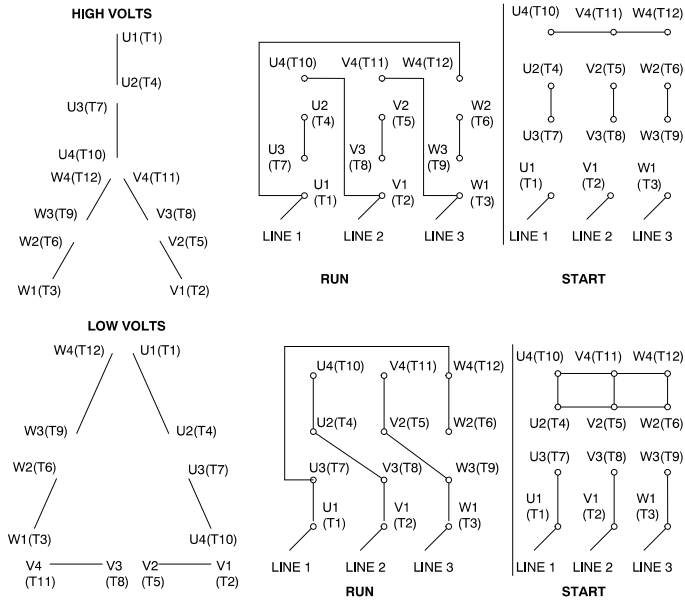 HIGH VOLTS
U1(T1)
U2(T4)
U3(T7)
U4(T10)
W4(T12) V4(T11)
W3(T9) V3(T8)
W2(T6) V2(T5)
W1(T3) V1(T2)
U4(T10) V4(T11) W4(T12)
U2 (T4) V2 (T5) W2 (T6)
U3 (T7) V3 (T8) W3 (T9)
U1 (T1) V1 (T2) W1 (T3)
LINE 1 LINE 2 LINE 3
RUN
U4(T10) V4(T11) W4(T12)
U2(T4) V2(T5) W2(T6)
U3(T7) V3(T8) W3(T9)
U1 (T1) V1 (T2) W1 (T3)
LINE 1 LINE 2 LINE 3
START
LOW VOLTS
W4(T12) U1(T1)
W3(T9) U2(T4)
W2(T6) U3(T7)
W1(T3) U4(T10)
V4 (T11) V3 (T8) V2 (T5) V1 (T2)
U4(T10) V4(T11) W4(T12)
U2(T4) V2(T5) W2(T6)
U3(T7) V3(T8) W3(T9)
U1 (T1) V1 (T2) W1 (T3)
LINE 1 LINE 2 LINE 3
RUN
U4(T10) V4(T11) W4(T12)
U2(T4) V2(T5) W2(T6)
U3(T7) V3(T8) W3(T9)
U1 (T1) V1 (T2) W1 (T3)
LINE 1 LINE 2 LINE 3
START